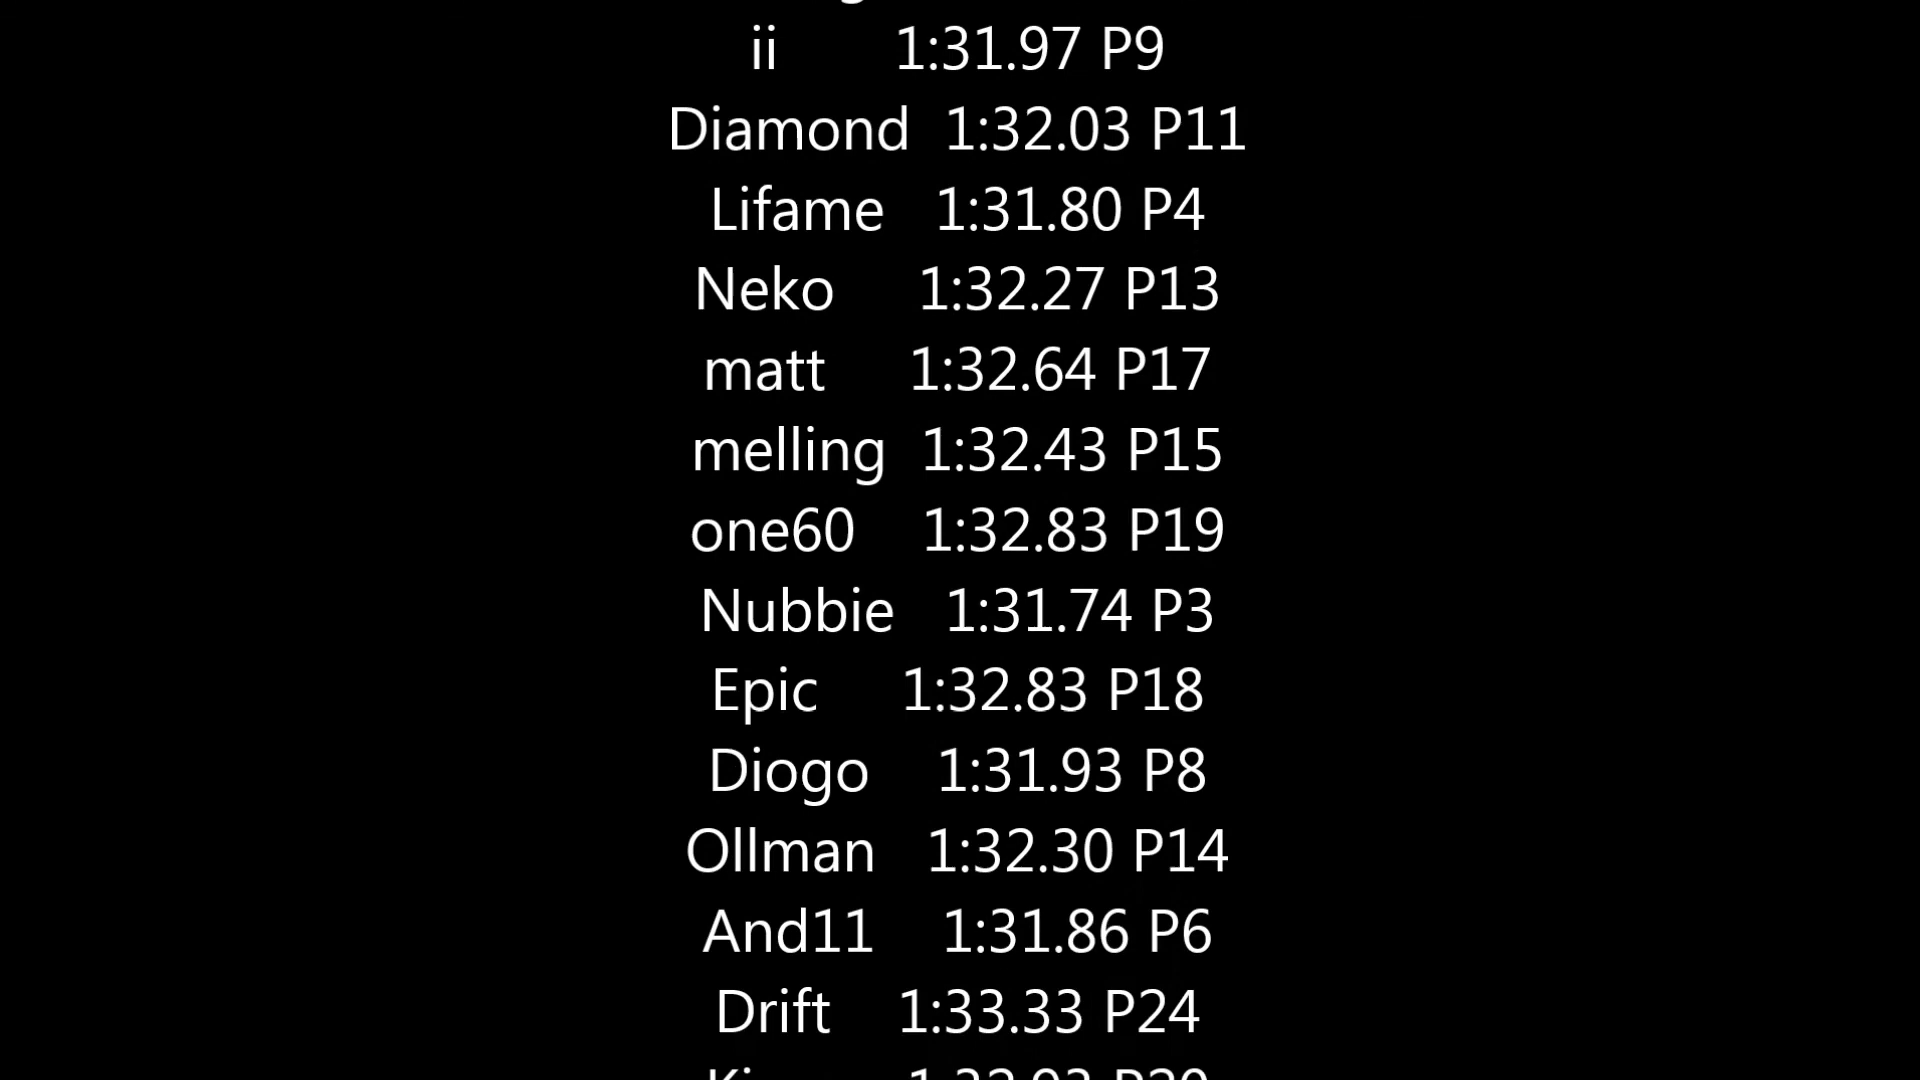 ii 1:31.97 P9
Diamond 1:32.03 P11
Lifame 1:31.80 P4
Neko 1:32.27 P13
matt 1:32.64 P17
melling 1:32.43 P15
one60 1:32.83 P19
Nubbie 1:31.74 P3
Epic 1:32.83 P18
Diogo 1:31.93 P8
Ollman 1:32.30 P14
And11 1:31.86 P6
Drift 1:33.33 P24